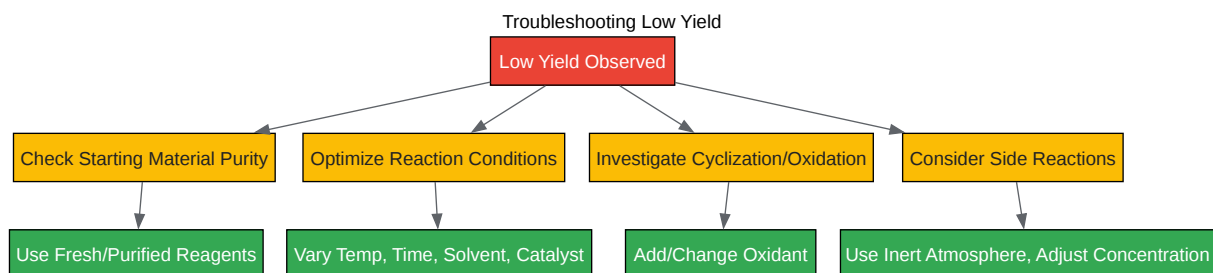 Troubleshooting Low Yield
Low Yield Observed
Check Starting Material Purity
Optimize Reaction Conditions
Investigate Cyclization/Oxidation
Consider Side Reactions
Use Fresh/Purified Reagents
Vary Temp, Time, Solvent, Catalyst
Add/Change Oxidant
Use Inert Atmosphere, Adjust Concentration